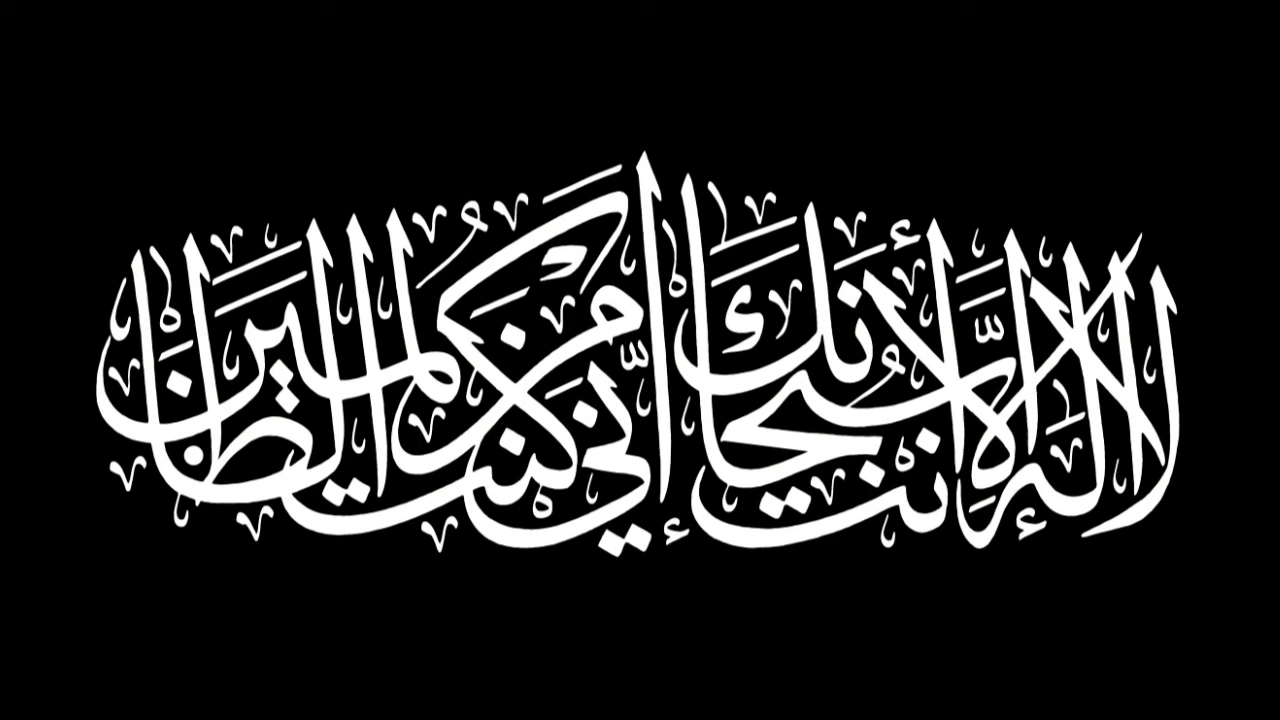 لا إله إلا أنت سبحانك إني كنت من الظالمين